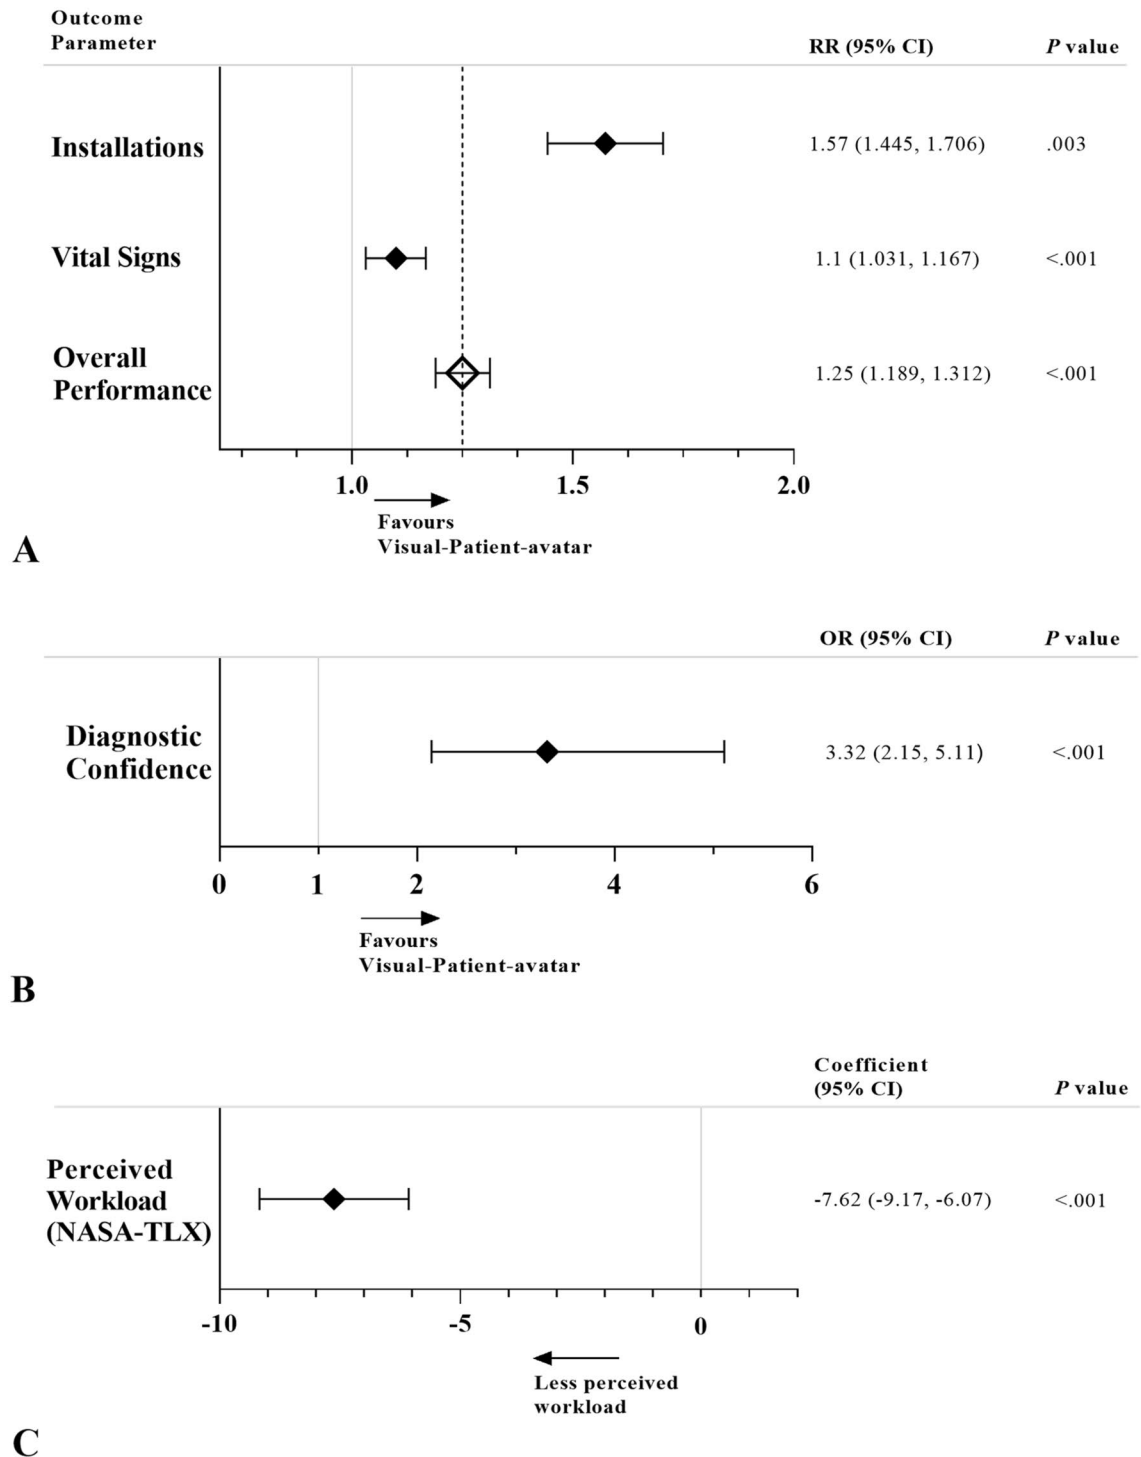 Outcome
Parameter
RR (95% CI)
P value
Installations
1.57 (1.445, 1.706)
.003
Vital Signs
1.1 (1.031, 1.167)
<.001
Overall
Performance
1.25 (1.189, 1.312)
<.001
1.0
1.5
2.0
Favours
Visual-Patient-avatar
A
OR (95% CI)
P value
Diagnostic
Confidence
3.32 (2.15, 5.11)
<.001
0
1
2
4
6
Favours
Visual-Patient-avatar
B
Coefficient
(95% CI)
P value
Perceived
Workload
(NASA-TLX)
-7.62 (-9.17, -6.07)
<.001
-10
-5
0
Less perceived
workload
C